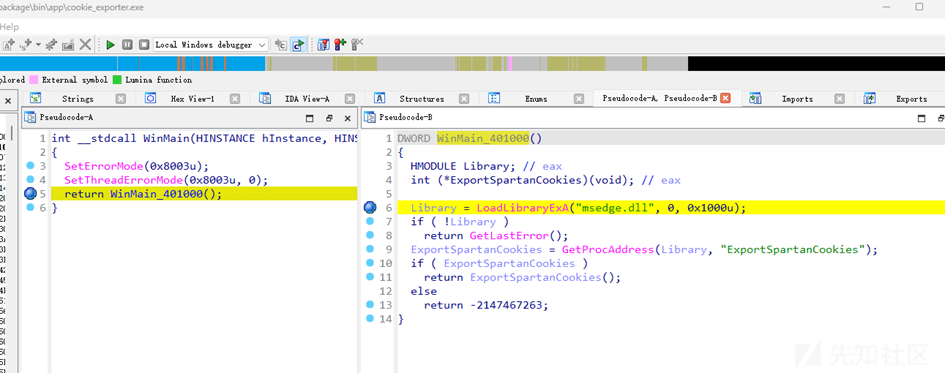 package\bin\app\cookie_exporter.exe
Help
Local Windows debugger
plored External symbol Lumina function
Strings Hex View-1 IDA View-A Structures Enums Pseudocode-A, Pseudocode-B Imports Exports
Pseudocode-A
1 int __stdcall WinMain(HINSTANCE hInstance, HINS
2 {
3 SetErrorMode(0x8003u);
4 SetThreadErrorMode(0x8003u, 0);
5 return WinMain_401000();
6 }
Pseudocode-B
1 DWORD WinMain_401000()
2 {
3 HMODULE Library; // eax
4 int (*ExportSpartanCookies)(void); // eax
5
6 Library = LoadLibraryExA("msedge.dll", 0, 0x1000u);
7 if ( !Library )
8 return GetLastError();
9 ExportSpartanCookies = GetProcAddress(Library, "ExportSpartanCookies");
10 if ( ExportSpartanCookies )
11 return ExportSpartanCookies();
12 else
13 return -2147467263;
14 }
先知社区